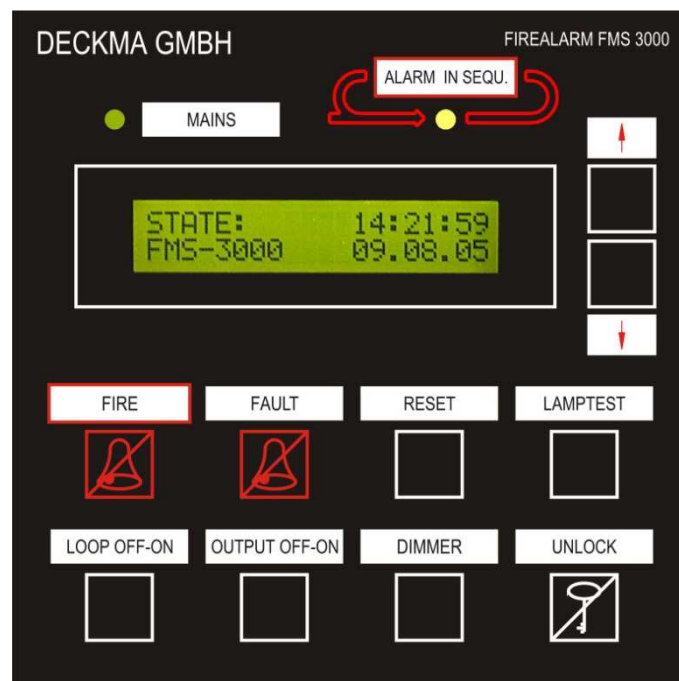 DECKMA GMBH
FIREALARM FMS 3000
ALARM IN SEQU.
MAINS
STATE: 14:21:59
FMS-3000 09.08.05
FIRE
FAULT
RESET
LAMPTEST
LOOP OFF-ON
OUTPUT OFF-ON
DIMMER
UNLOCK